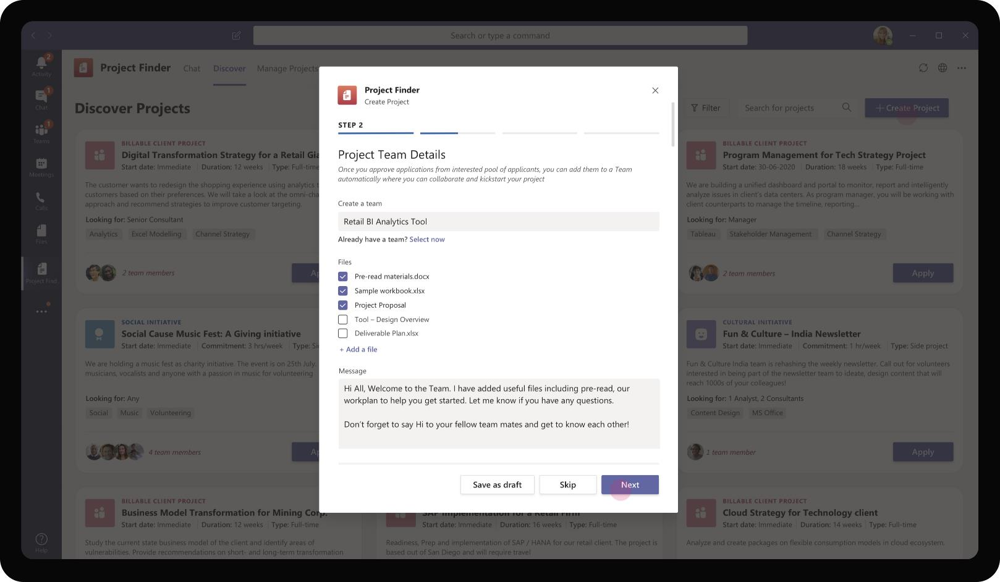 Search or type a command
2
Activity
1
Chat
1
Teams
Meetings
Calls
Files
Project Find..
Help
Project Finder
Chat
Discover
Manage Projects
Discover Projects
Filter
Search for projects
Create Project
BILLABLE CLIENT PROJECT
Digital Transformation Strategy for a Retail
Start date: Immediate Duration: 12 weeks Type: Full-time
The customer wants to redesign the shopping experience using analytics
customers based on their preferences. We will take a look at the
approach and recommend strategies to improve customer targeting.
Looking for: Senior Consultant
Analytics Excel Modelling Channel Strategy
2 team members
BILLABLE CLIENT PROJECT
Program Management for Tech Strategy Project
Start date: 30-06-2020 Duration: 18 weeks Type: Full-time
We are building a unified dashboard and portal to monitor, report and intelligently
analyze issues in client's data centers. As program manager, you will be working with
client counterparts to manage the timeline, reporting...
Looking for: Manager
Tableau Stakeholder Management Channel Strategy
2 team members
Apply
SOCIAL INITIATIVE
Social Cause Music Fest: A Giving initiative
Start date: Immediate Commitment: 3 hrs/week Type:
We are holding a music fest as charity initiative. The event is on 25th July.
musicians, vocalists and anyone with a passion in music for volunteering
Looking for: Any
Social Music Volunteering
4 team members
CULTURAL INITIATIVE
Fun & Culture – India Newsletter
Start date: Immediate Commitment: 1 hr/week Type: Side project
Fun & Culture India team is rehashing the weekly newsletter. Call out for volunteers
interested in being part of the newsletter team to ideate, design content that will
reach 1000s of your colleagues!
Looking for: 1 Analyst, 2 Consultants
Content Design MS Office
1 team member
Apply
BILLABLE CLIENT PROJECT
Business Model Transformation for Mining Corp.
Start date: Immediate Duration: 12 weeks Type: Full-time
Study the current state business model of the client and identify areas of
vulnerabilities. Provide recommendations on short- and long-term transformation
SAP Implementation for a Retail Firm
Start date: Immediate Duration: 16 weeks Type: Full-time
Readiness, Prep and implementation of SAP / HANA for our retail client. The project is
based out of San Diego and will require travel
BILLABLE CLIENT PROJECT
Cloud Strategy for Technology client
Start date: Immediate Duration: 14 weeks Type: Full-time
Analyze and create packages on flexible consumption models in cloud ecosystem.
Project Finder
Create Project
STEP 2
Project Team Details
Once you approve applications from interested pool of applicants, you can add them to a Team
automatically where you can collaborate and kickstart your project
Create a team
Retail BI Analytics Tool
Already have a team? Select now
Files
Pre-read materials.docx
Sample workbook.xlsx
Project Proposal
Tool – Design Overview
Deliverable Plan.xlsx
+ Add a file
Message
Hi All, Welcome to the Team. I have added useful files including pre-read, our
workplan to help you get started. Let me know if you have any questions.
Don't forget to say Hi to your fellow team mates and get to know each other!
Save as draft
Skip
Next